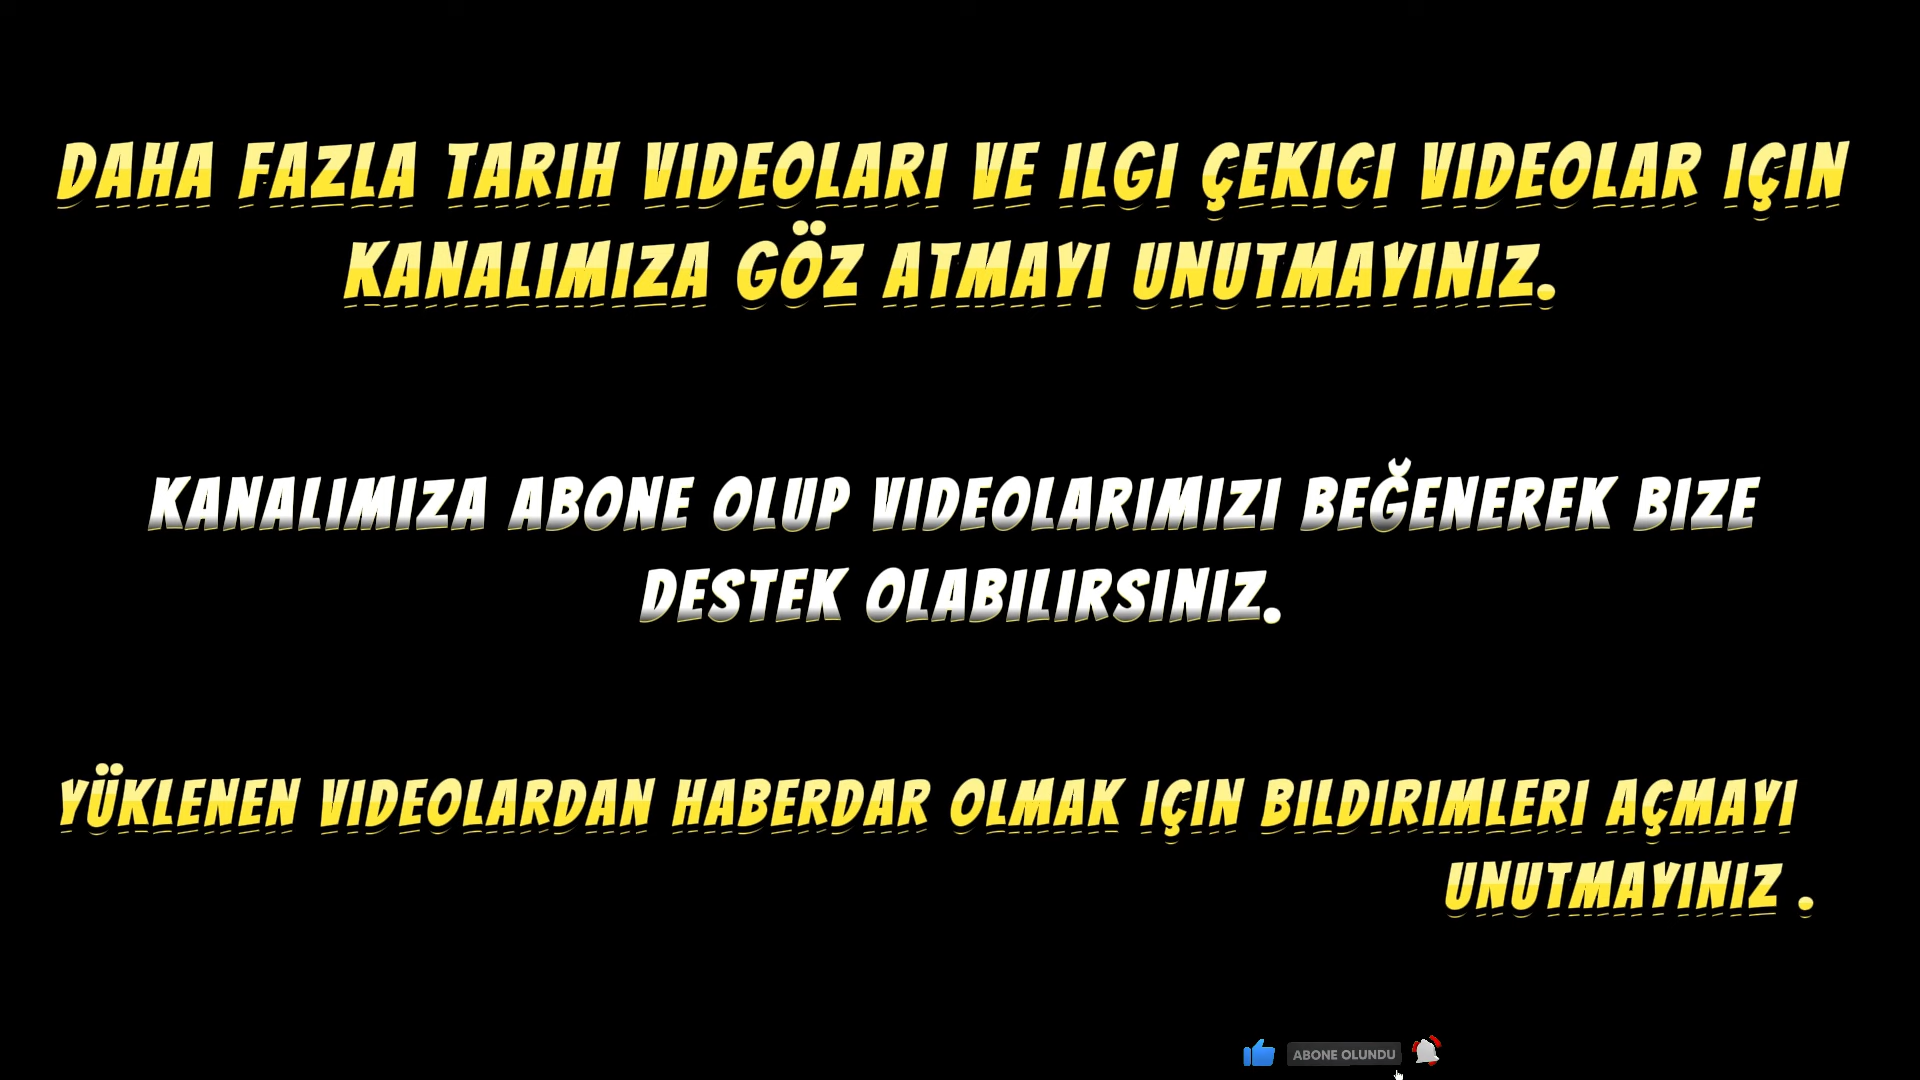 DAHA FAZLA TARIH VIDEOLARI VE ILGI ÇEKICI VIDEOLAR IÇIN
KANALIMIZA GÖZ ATMAYI UNUTMAYINIZ.
KANALIMIZA ABONE OLUP VIDEOLARIMIZI BEĞENEREK BIZE
DESTEK OLABILIRSINIZ.
YÜKLENEN VIDEOLARDAN HABERDAR OLMAK IÇIN BILDIRIMLERI AÇMAYI
UNUTMAYINIZ .
ABONE OLUNDU